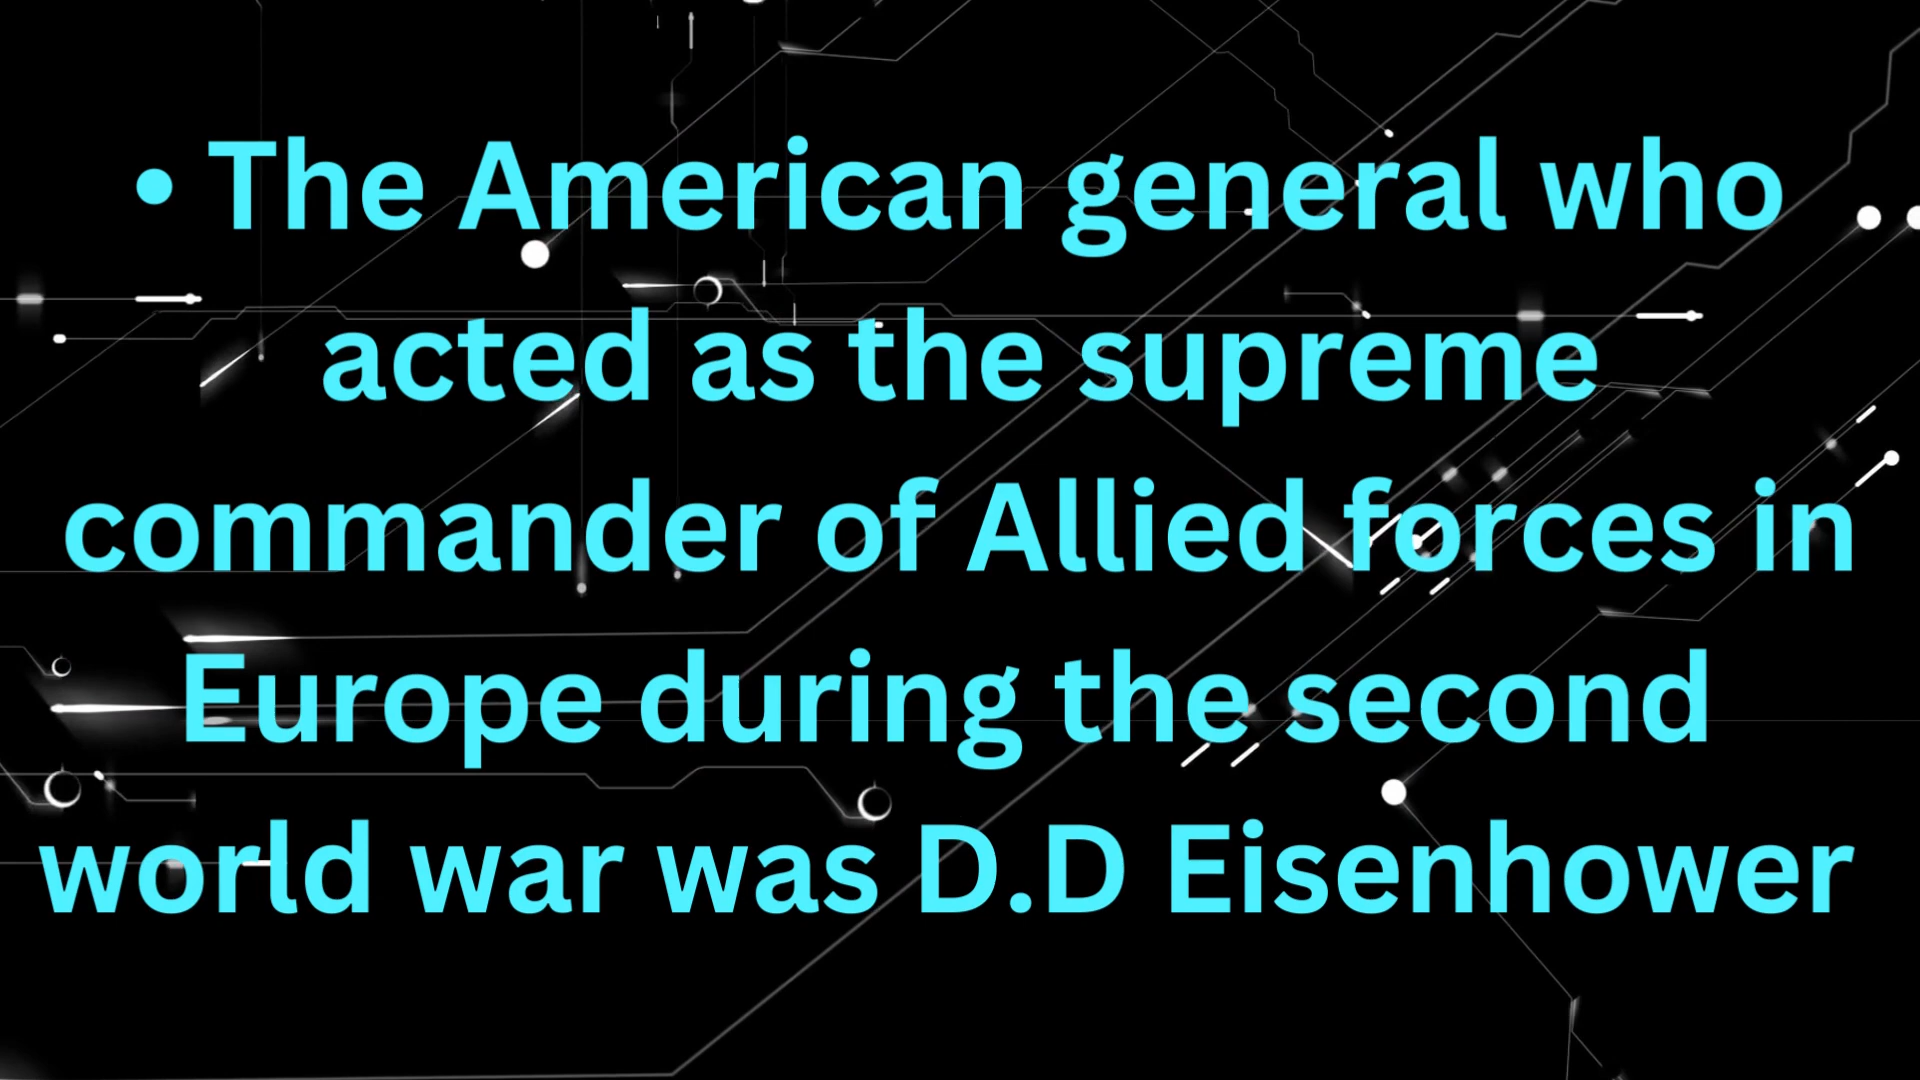 • The American general who
acted as the supreme
commander of Allied forces in
Europe during the second
world war was D.D Eisenhower